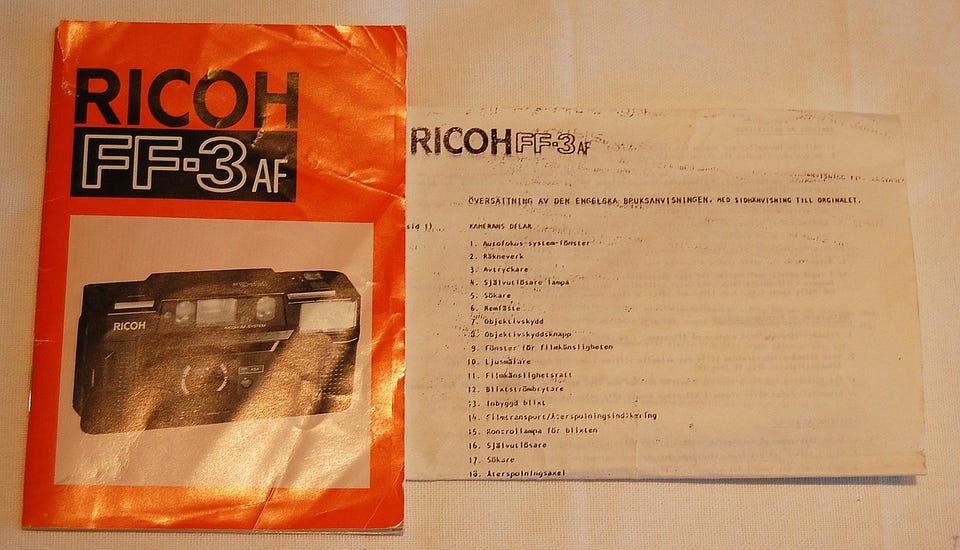 RICOH
FF-3 AF
RICOH
RICOH FF-3 AF
ÖVERSÄTTNING AV DEN ENGELSKA BRUKSANVISNINGEN, MED SIDHÄNVISNING TILL ORGINALET.
sid 1) KAMERANS DELAR
1. Autofokus-system-fönster
2. Räkneverk
3. Avtryckare
4. Självutlösare lampa
5. Sökare
6. Remfäste
7. Objektivskydd
8. Objektivskyddsknapp
9. Fönster för filmkänsligheten
10. Ljusmätare
11. Filmkänslighetsratt
12. Blixtströmbrytare
13. Inbyggd blixt
14. Filmtransport/Återspolningsindikering
15. Kontrollampa för blixten
16. Självutlösare
17. Sökare
18. Återspolningsaxel